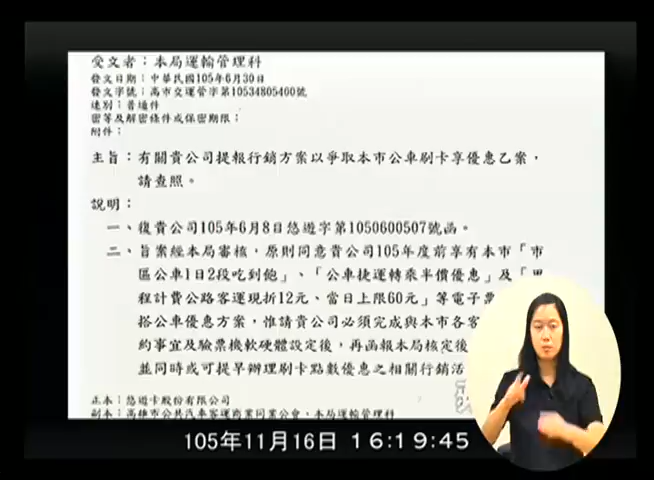 受文者：本局運輸管理科
發文日期：中華民國105年6月30日
發文字號：高市交運管字第10534805400號
速別：普通件
密等及解密條件或保密期限：
附件：
主旨：有關貴公司提報行銷方案以爭取本市公車刷卡享優惠乙案，
請查照。
說明：
一、復貴公司105年6月8日悠遊字第1050600507號函。
二、旨案經本局審核，原則同意貴公司105年度前享有本市「市
區公車1日2段吃到飽」、「公車捷運轉乘半價優惠」及「里
程計費公路客運現折12元、當日上限60元」等電子票
搭公車優惠方案，惟請貴公司必須完成與本市各客
約事宜及驗票機軟硬體設定後，再函報本局核定後
並同時或可提早辦理刷卡點數優惠之相關行銷活
正本：悠遊卡股份有限公司
副本：高雄市公共汽車客運商業同業公會、本局運輸管理科
105年11月16日 16:19:45